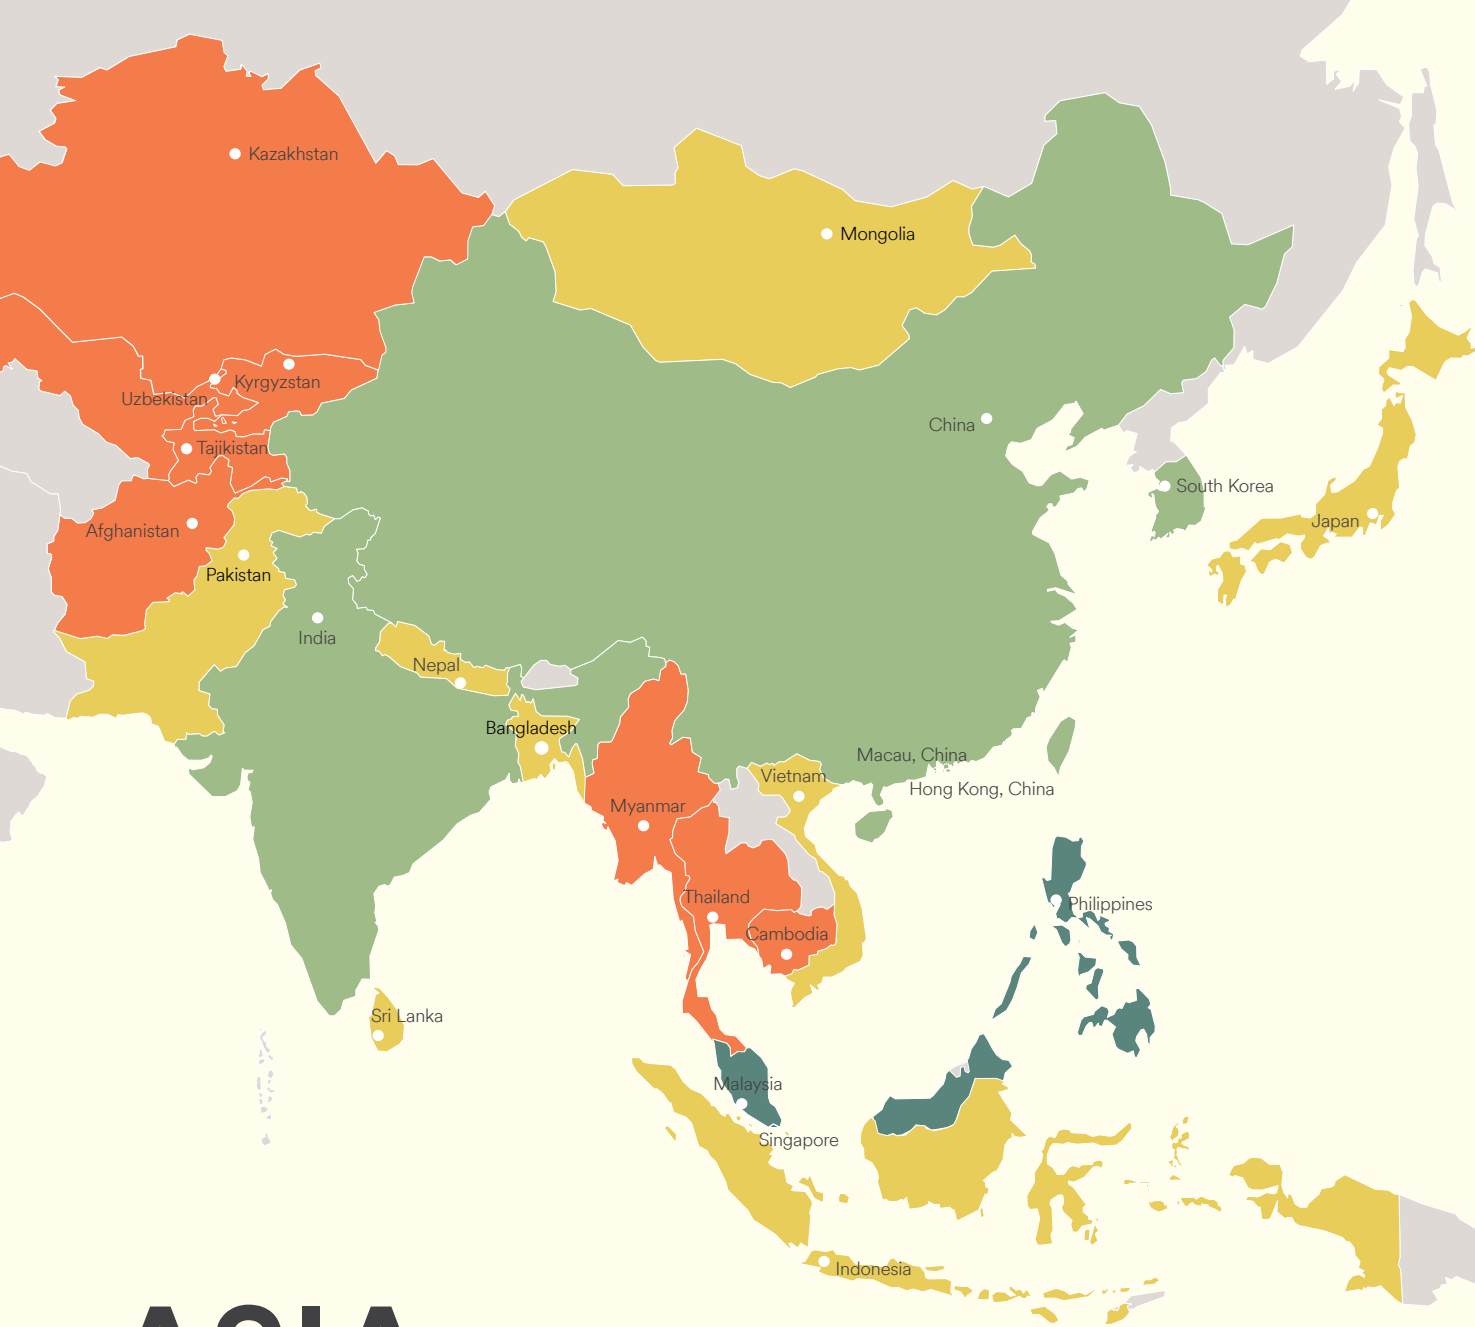 Kazakhstan
Mongolia
Kyrgyzstan
Uzbekistan
China
Tajikistan
South Korea
Japan
Afghanistan
Pakistan
India
Nepal
Bangladesh
Macau, China
Vietnam
Hong Kong, China
Myanmar
Thailand
Philippines
Cambodia
Sri Lanka
Malaysia
Singapore
Indonesia
ASIA